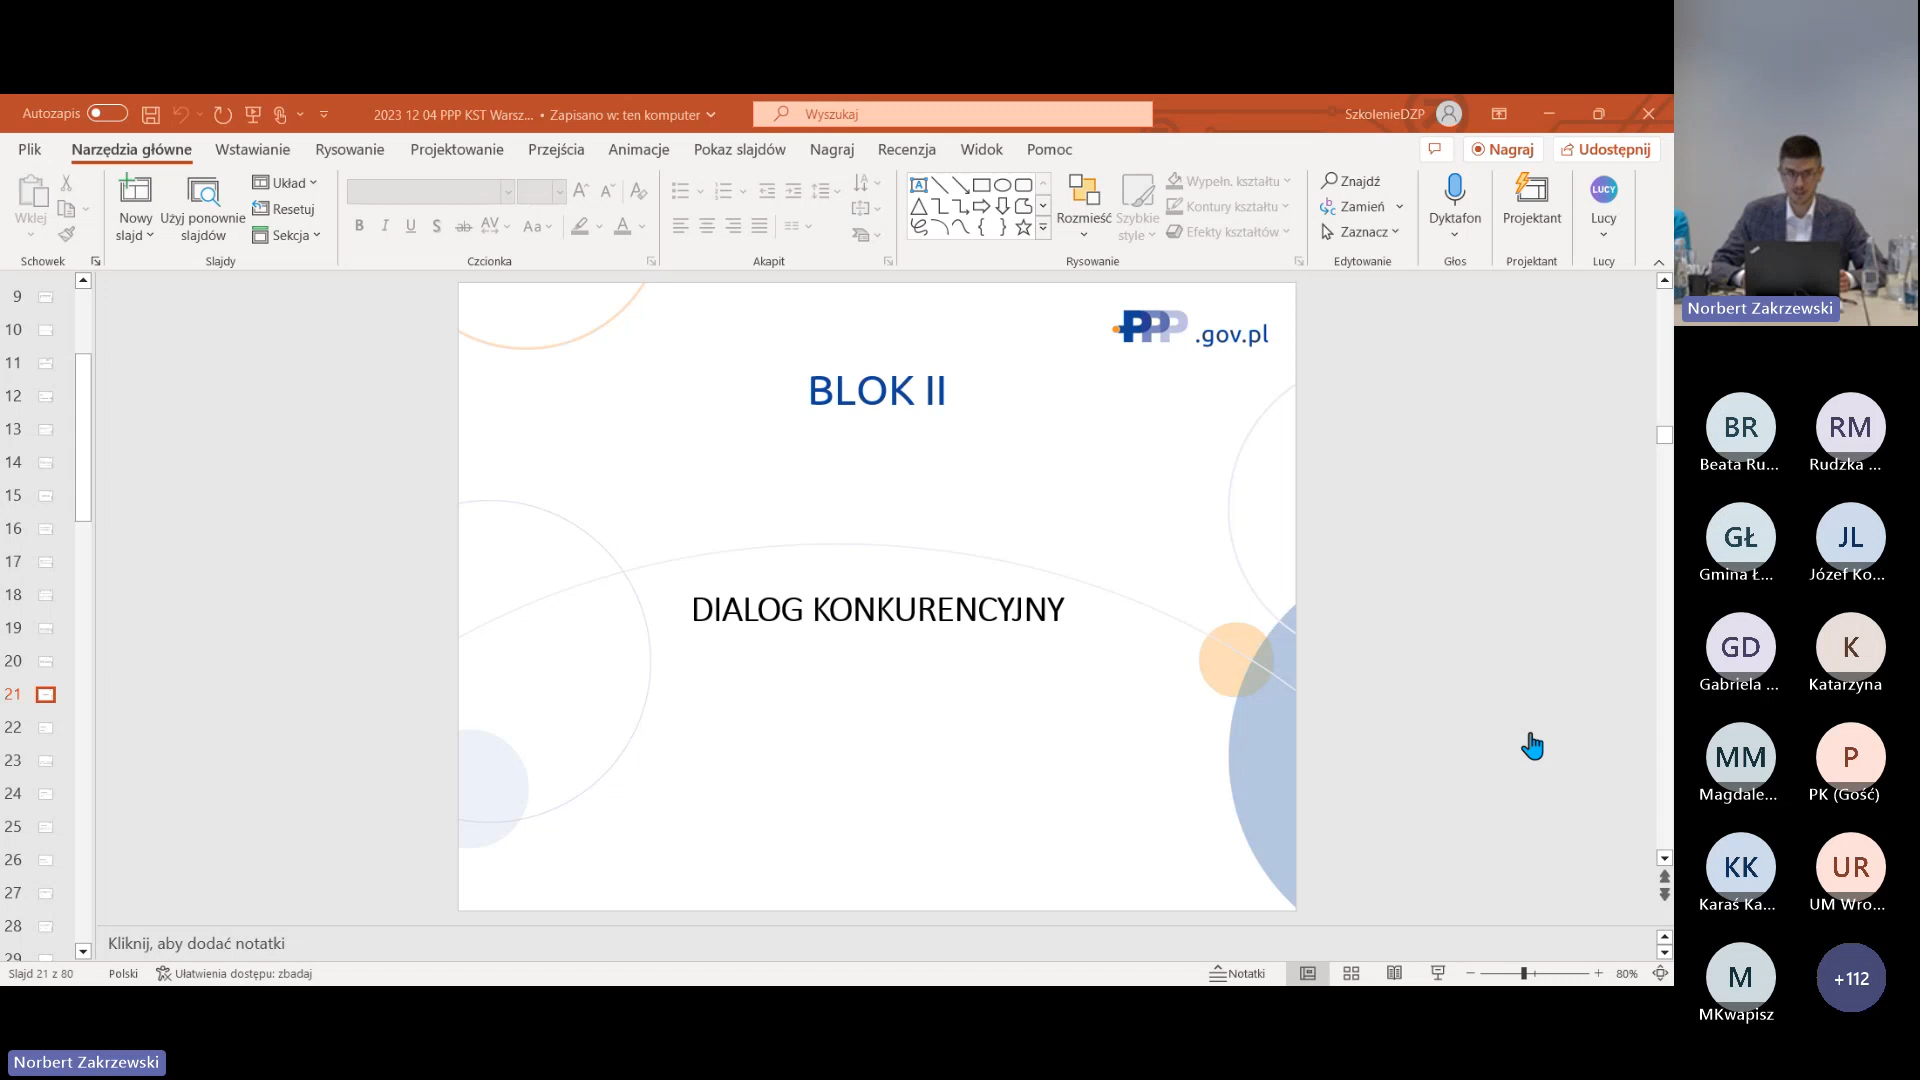 Autozapis
2023 12 04 PPP KST Warsz... • Zapisano w: ten komputer
Wyszukaj
SzkolenieDZP
Plik Narzędzia główne Wstawianie Rysowanie Projektowanie Przejścia Animacje Pokaz slajdów Nagraj Recenzja Widok Pomoc
Nagraj
Udostępnij
Wklej
Schowek
Nowy
slajd
Użyj ponownie
slajdów
Układ
Resetuj
Sekcja
Slajdy
Czcionka
Akapit
Rozmieść
Szybkie
style
Wypełn. kształtu
Kontury kształtu
Efekty kształtów
Rysowanie
Znajdź
Zamień
Zaznacz
Edytowanie
Dyktafon
Głos
Projektant
Projektant
LUCY
Lucy
Lucy
9
10
11
12
13
14
15
16
17
18
19
20
21
22
23
24
25
26
27
28
29
PPP.gov.pl
BLOK II
DIALOG KONKURENCYJNY
Kliknij, aby dodać notatki
Slajd 21 z 80
Polski
Ułatwienia dostępu: zbadaj
Notatki
80%
Norbert Zakrzewski
Norbert Zakrzewski
BR
Beata Ru...
RM
Rudzka ...
GŁ
Gmina Ł...
JL
Józef Ko...
GD
Gabriela ...
K
Katarzyna
MM
Magdale...
P
PK (Gość)
KK
Karaś Ka...
UR
UM Wro...
M
MKwapisz
+112